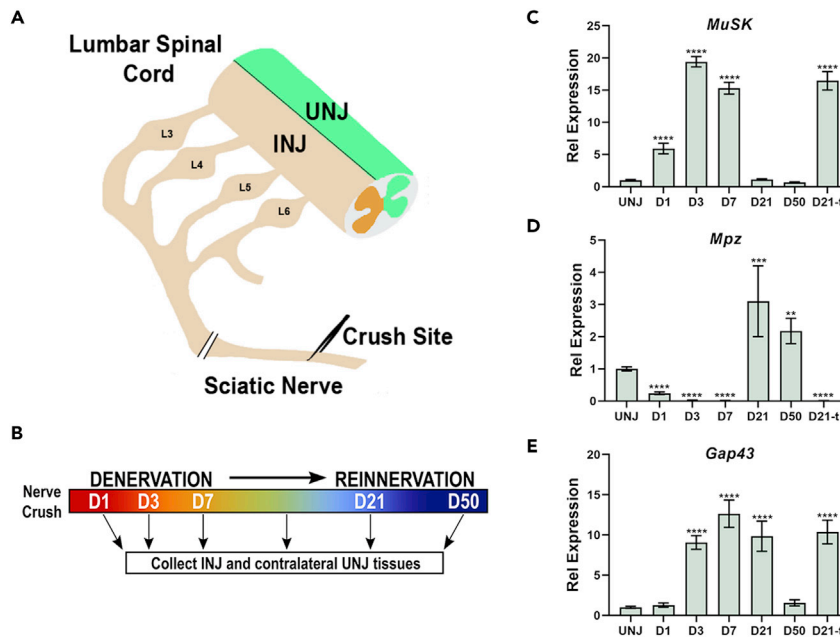 A
Lumbar Spinal
Cord
UNJ
INJ
L3
L4
L5
L6
Crush Site
Sciatic Nerve
B
DENERVATION
REINNERVATION
Nerve
Crush
D1
D3
D7
D21
D50
Collect INJ and contralateral UNJ tissues
C
MuSK
Rel Expression
25
20
15
10
5
0
****
****
****
****
UNJ D1 D3 D7 D21 D50 D21-t
D
Mpz
Rel Expression
5
4
3
2
1
0
****
****
****
***
**
****
UNJ D1 D3 D7 D21 D50 D21-t
E
Gap43
Rel Expression
20
15
10
5
0
****
****
****
****
UNJ D1 D3 D7 D21 D50 D21-t